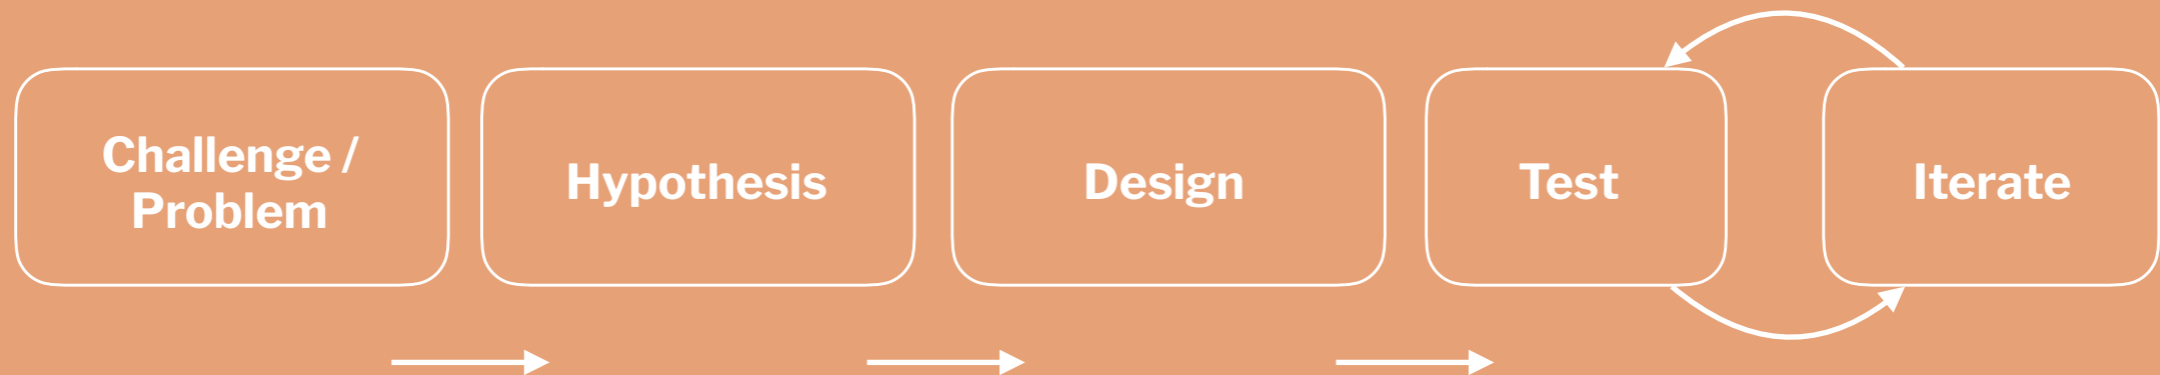 Challenge /
Problem
Hypothesis
Design
Test
Iterate